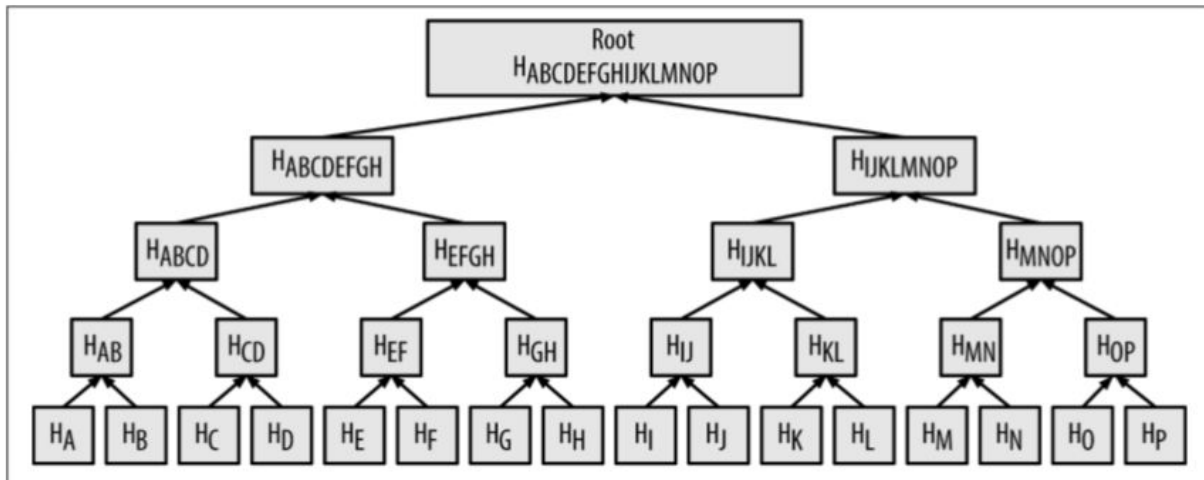 Root
HABCDEFGHIJKLMNOP
HABCDEFGH HIJKLMNOP
HABCD HEFGH HIJKL HMNOP
HAB HCD HEF HGH HIJ HKL HMN HOP
HA HB HC HD HE HF HG HH HI HJ HK HL HM HN HO HP